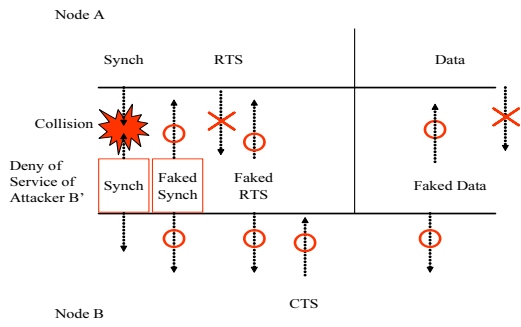 Node A
Synch
RTS
Data
Collision
Deny of
Service of
Attacker B'
Synch
Faked
Synch
Faked
RTS
Faked Data
CTS
Node B